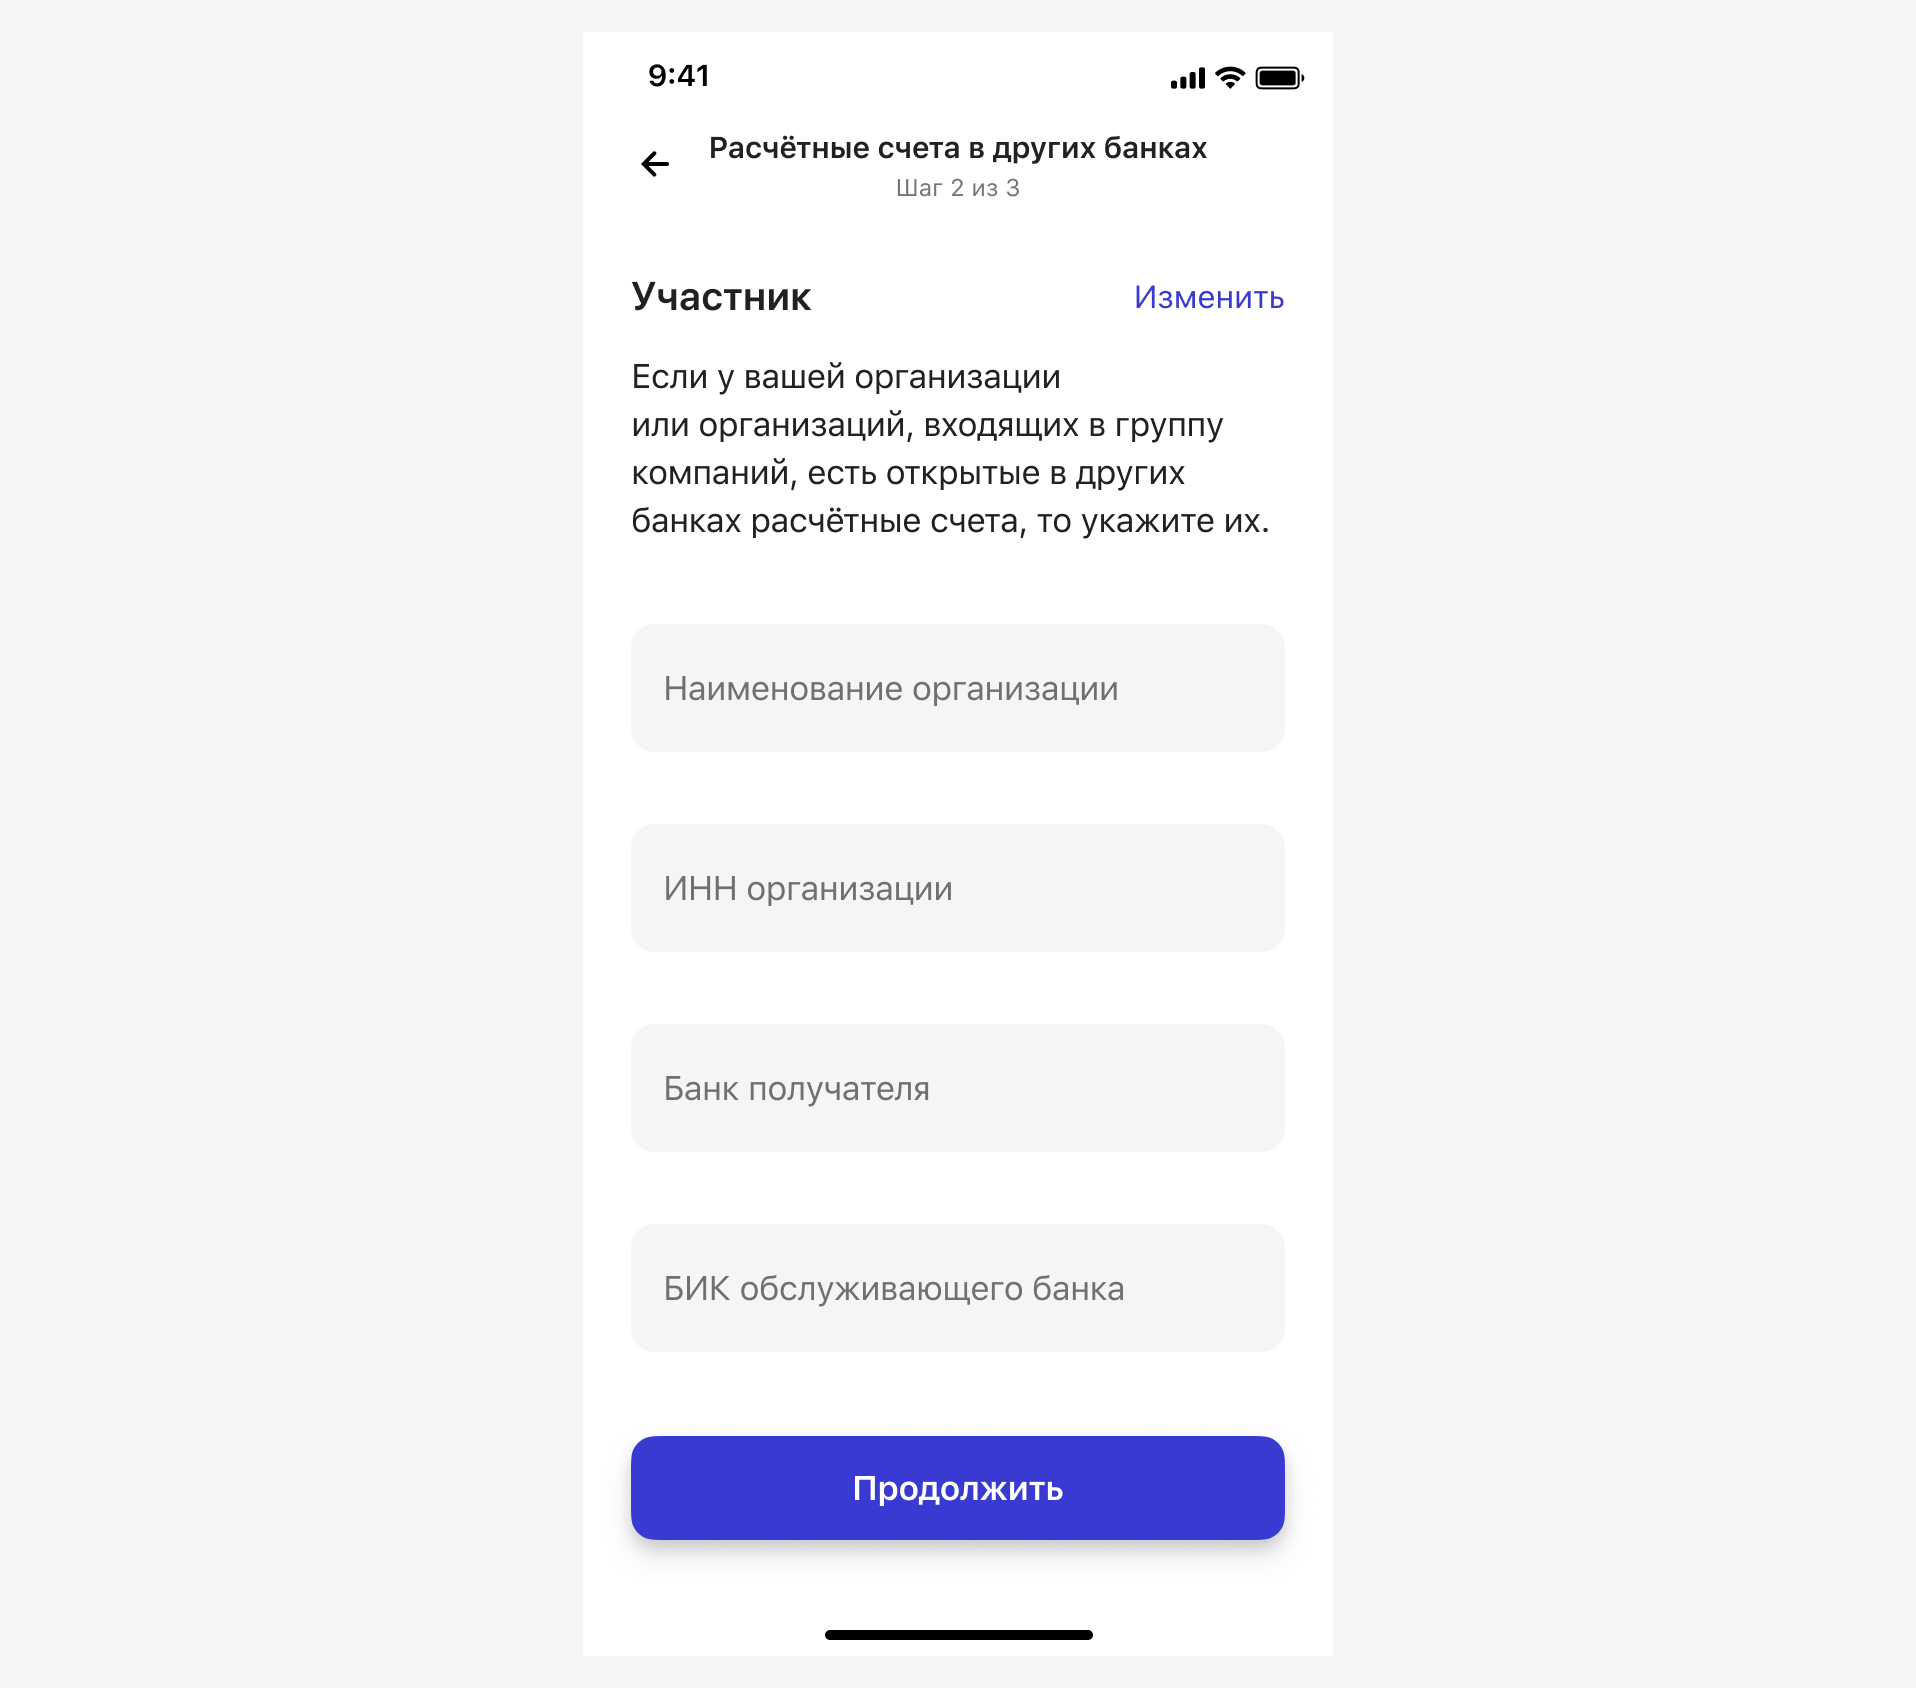 9:41
Расчётные счета в других банках
Шаг 2 из 3
Участник
Изменить
Если у вашей организации
или организаций, входящих в группу
компаний, есть открытые в других
банках расчётные счета, то укажите их.
Наименование организации
ИНН организации
Банк получателя
БИК обслуживающего банка
Продолжить